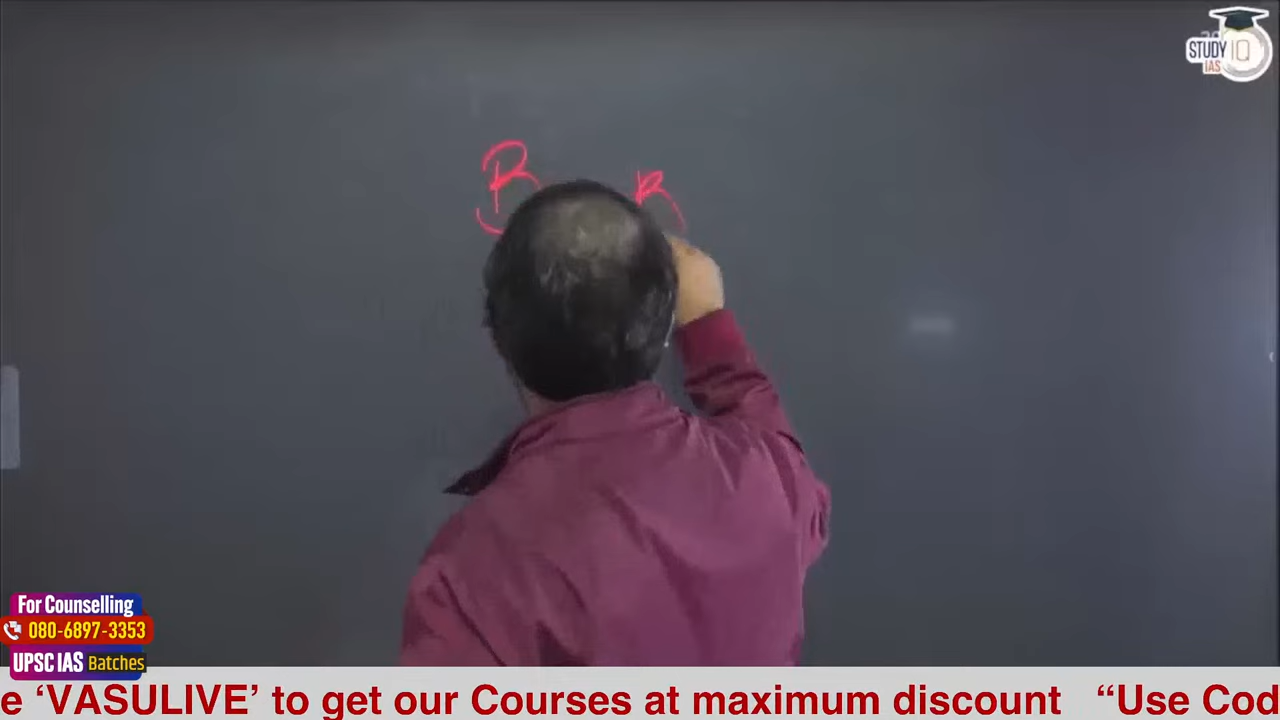 STUDY IQ
IAS
R R
For Counselling
080-6897-3353
UPSC IAS Batches
e ‘VASULIVE’ to get our Courses at maximum discount “Use Cod